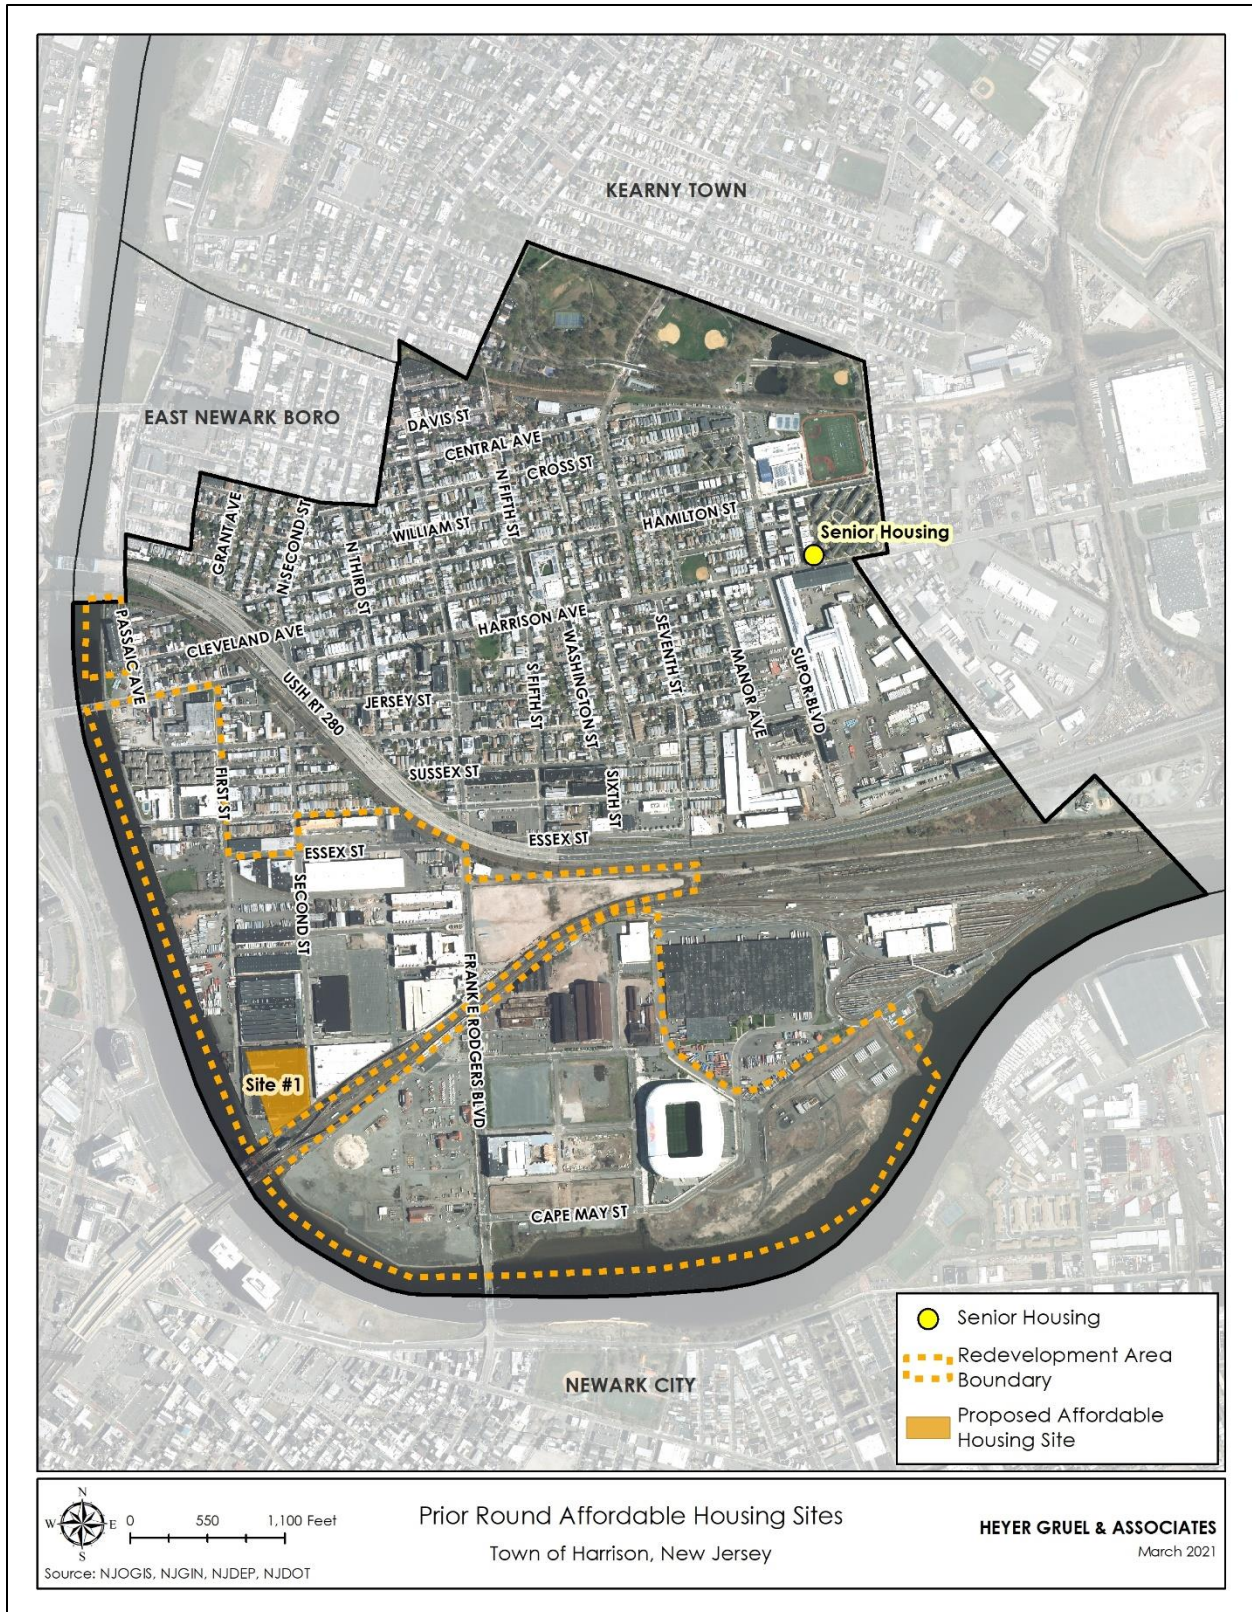 KEARNY TOWN
EAST NEWARK BORO
DAVIS ST
CENTRAL AVE
CROSS ST
N FIFTH ST
GRANT AVE
N SECOND ST
WILLIAM ST
HAMILTON ST
N THIRD ST
Senior Housing
PASSAIC AVE
CLEVELAND AVE
HARRISON AVE
WASHINGTON ST
SEVENTH ST
MANOR AVE
SUPOR BLVD
USIH RT 280
JERSEY ST
S FIFTH ST
FIRST ST
SUSSEX ST
SIXTH ST
ESSEX ST
ESSEX ST
SECOND ST
FRANK E RODGERS BLVD
Site #1
CAPE MAY ST
NEWARK CITY
Senior Housing
Redevelopment Area
Boundary
Proposed Affordable
Housing Site
N
W E
S
0 550 1,100 Feet
Source: NJOGIS, NJGIN, NJDEP, NJDOT
Prior Round Affordable Housing Sites
Town of Harrison, New Jersey
HEYER GRUEL & ASSOCIATES
March 2021